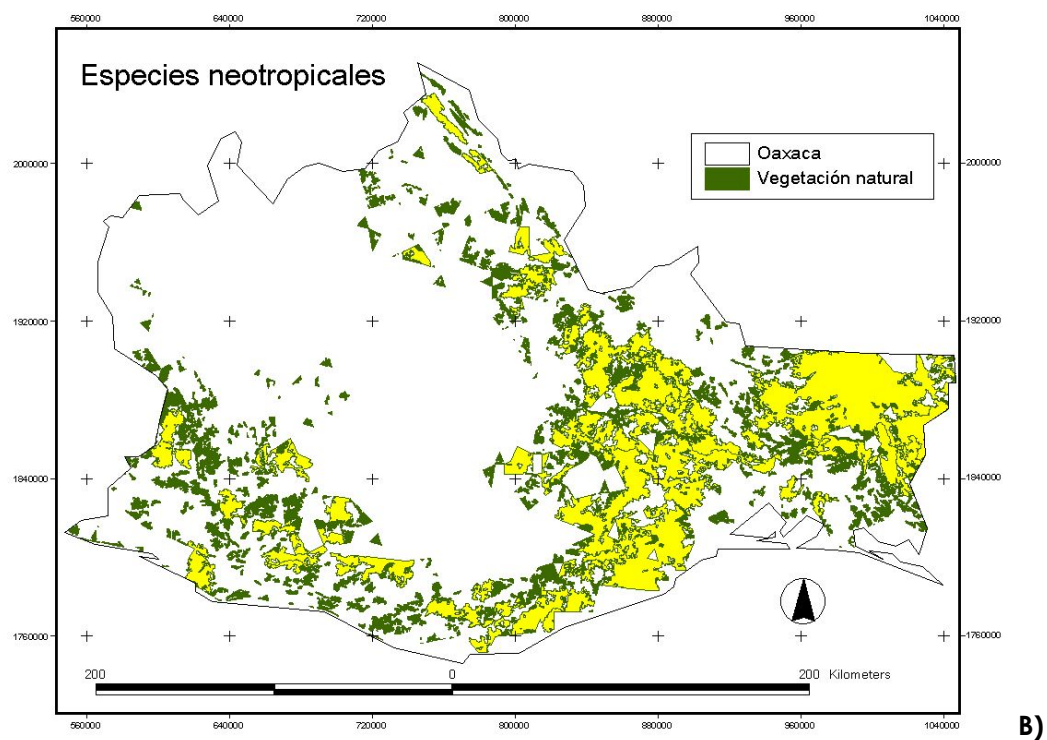 560000 640000 720000 800000 880000 960000 1040000
Especies neotropicales
Oaxaca
Vegetación natural
2000000 2000000
1920000 1920000
1840000 1840000
1760000 1760000
200 0 200 Kilometers
560000 640000 720000 800000 880000 960000 1040000
B)